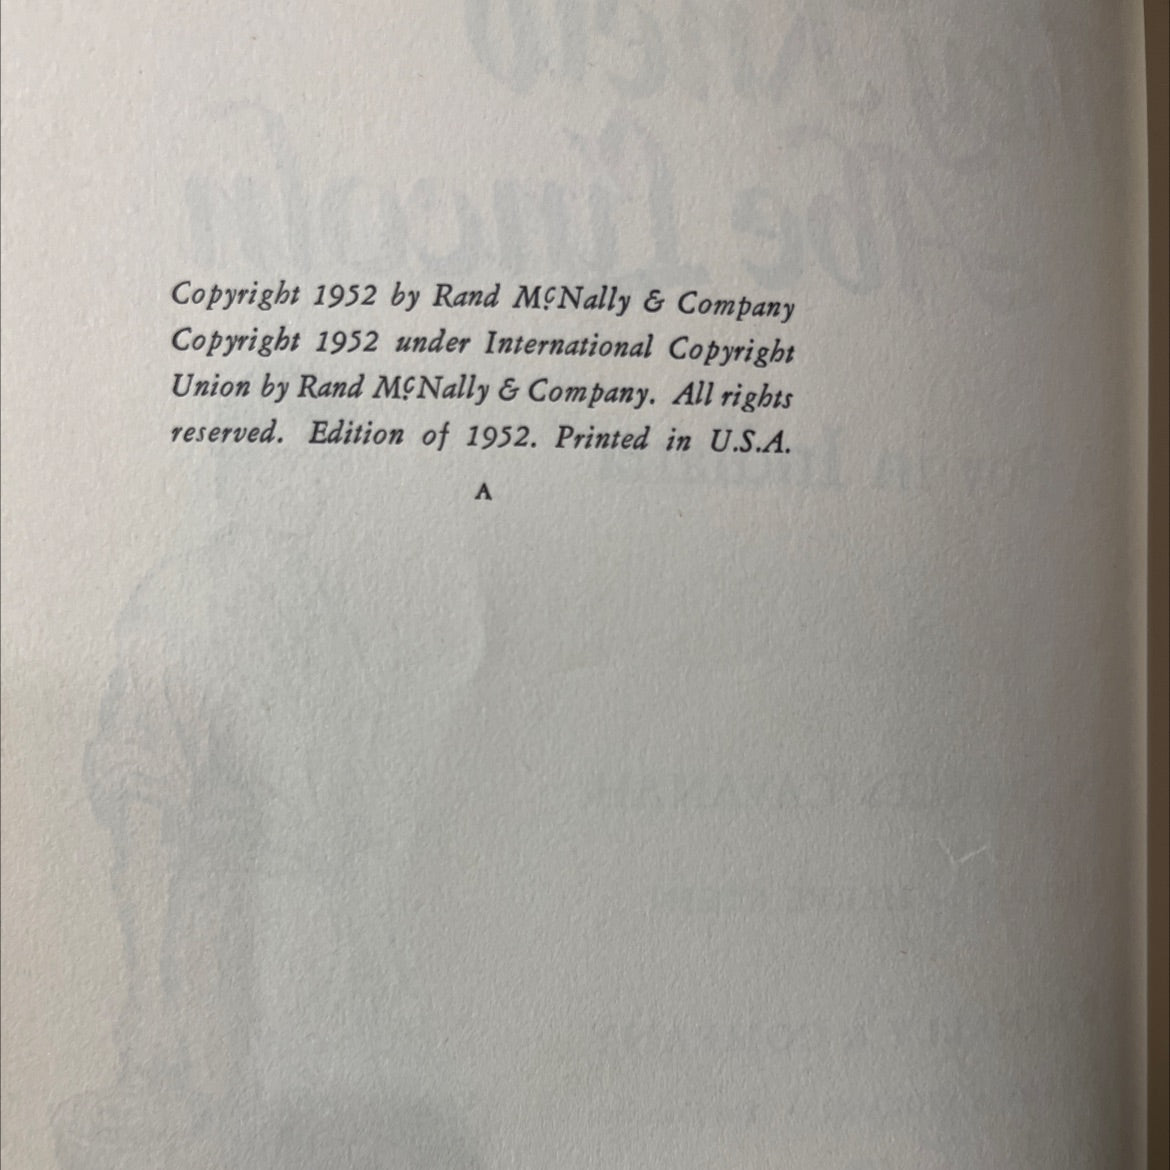 Copyright 1952 by Rand McNally & Company
Copyright 1952 under International Copyright
Union by Rand McNally & Company. All rights
reserved. Edition of 1952. Printed in U.S.A.
A